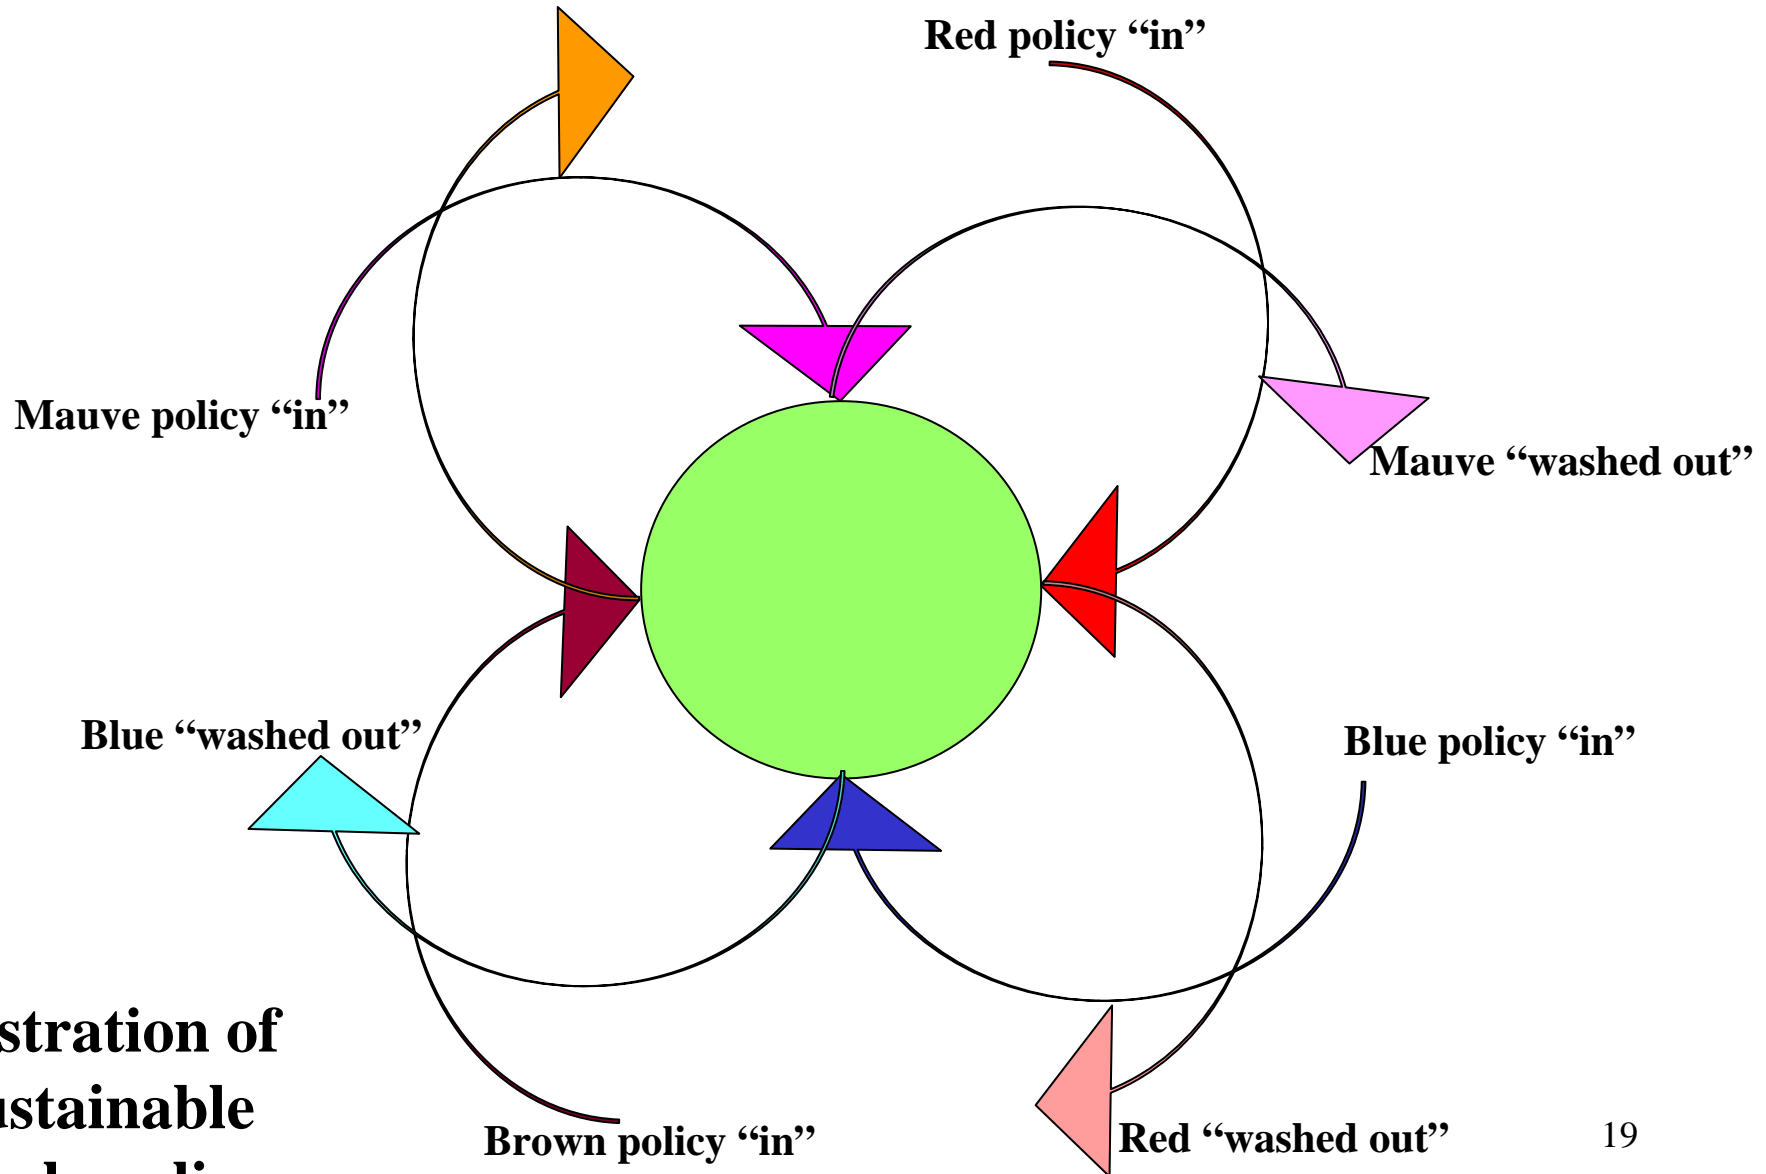 Red policy “in”
Mauve policy “in”
Mauve “washed out”
Blue “washed out”
Blue policy “in”
stration of
stainable
Brown policy “in”
Red “washed out”
19